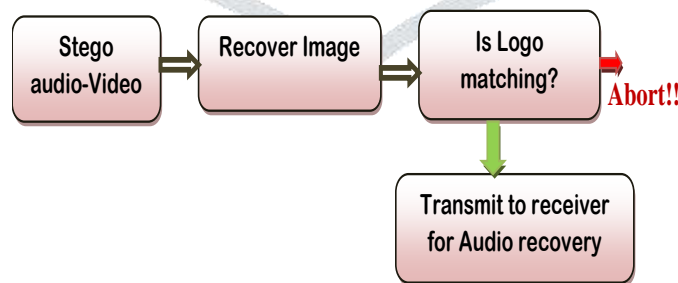 Stego
audio-Video
Recover Image
Is Logo
matching?
Abort!!
Transmit to receiver
for Audio recovery